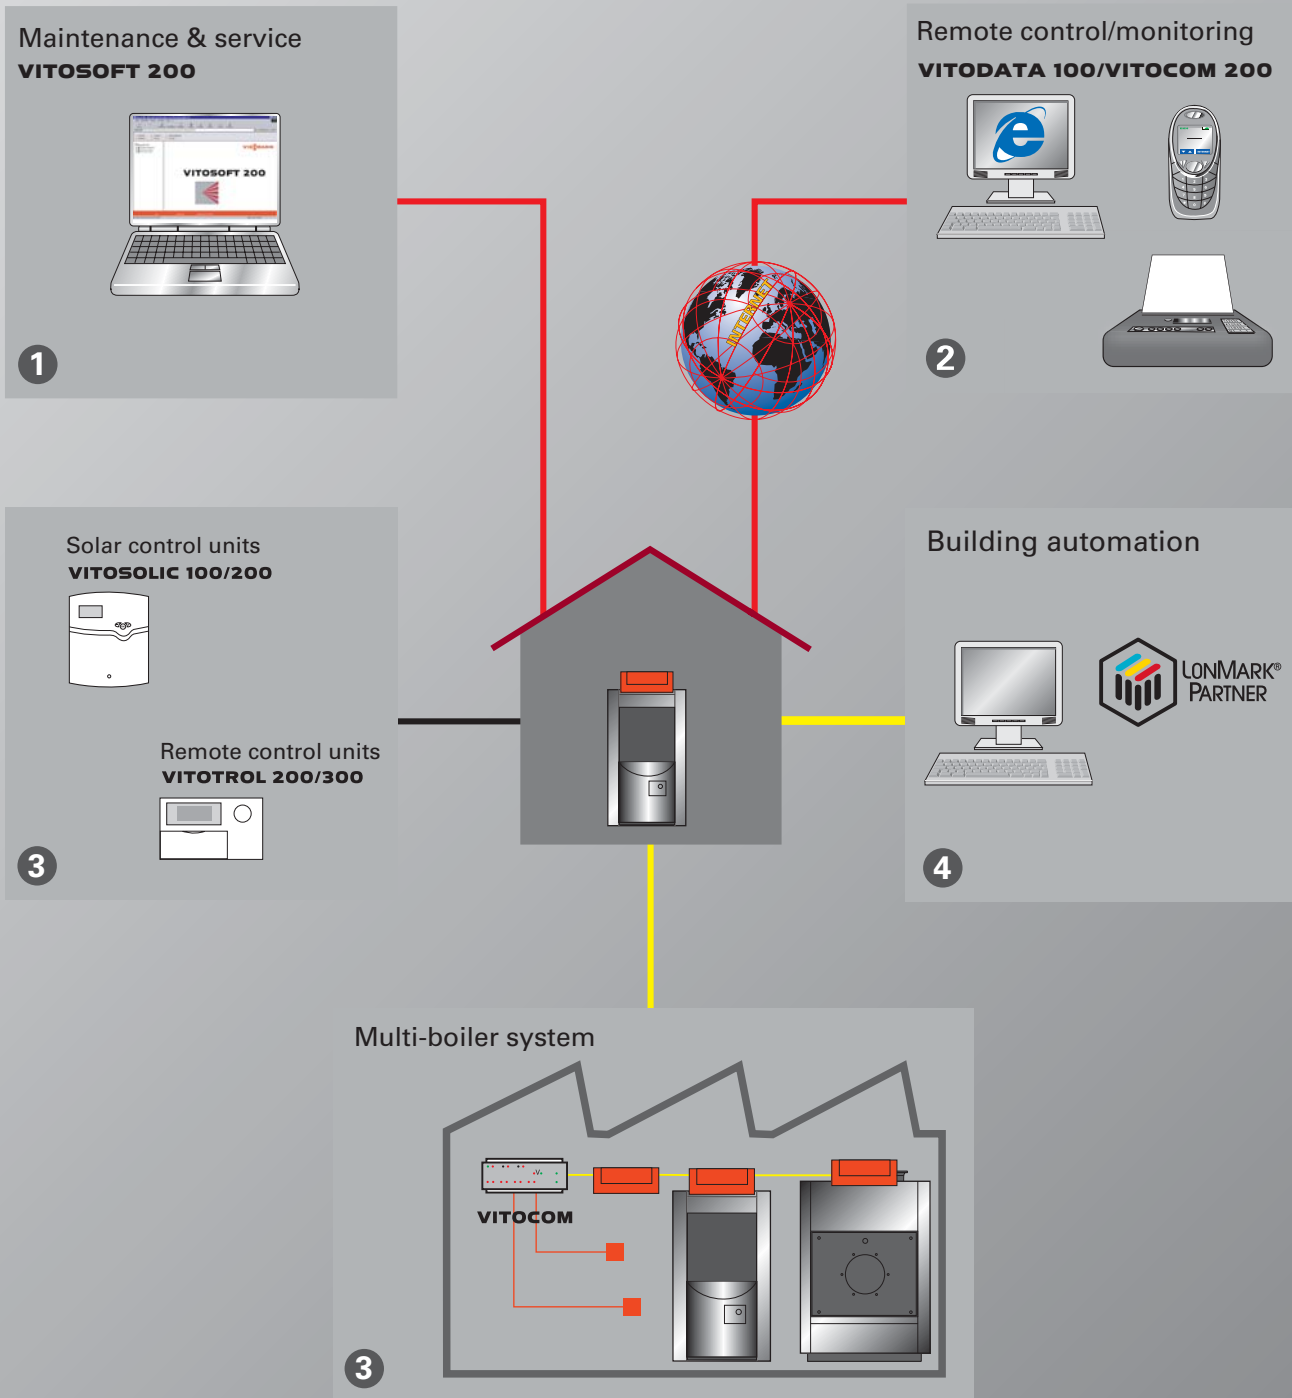 Maintenance & service
VITOSOFT 200
VIESMANN
VITOSOFT 200
1
Remote control/monitoring
VITODATA 100/VITOCOM 200
2
INTERNET
Solar control units
VITOSOLIC 100/200
Remote control units
VITOTROL 200/300
3
Building automation
LONMARK®
PARTNER
4
Multi-boiler system
VITOCOM
3